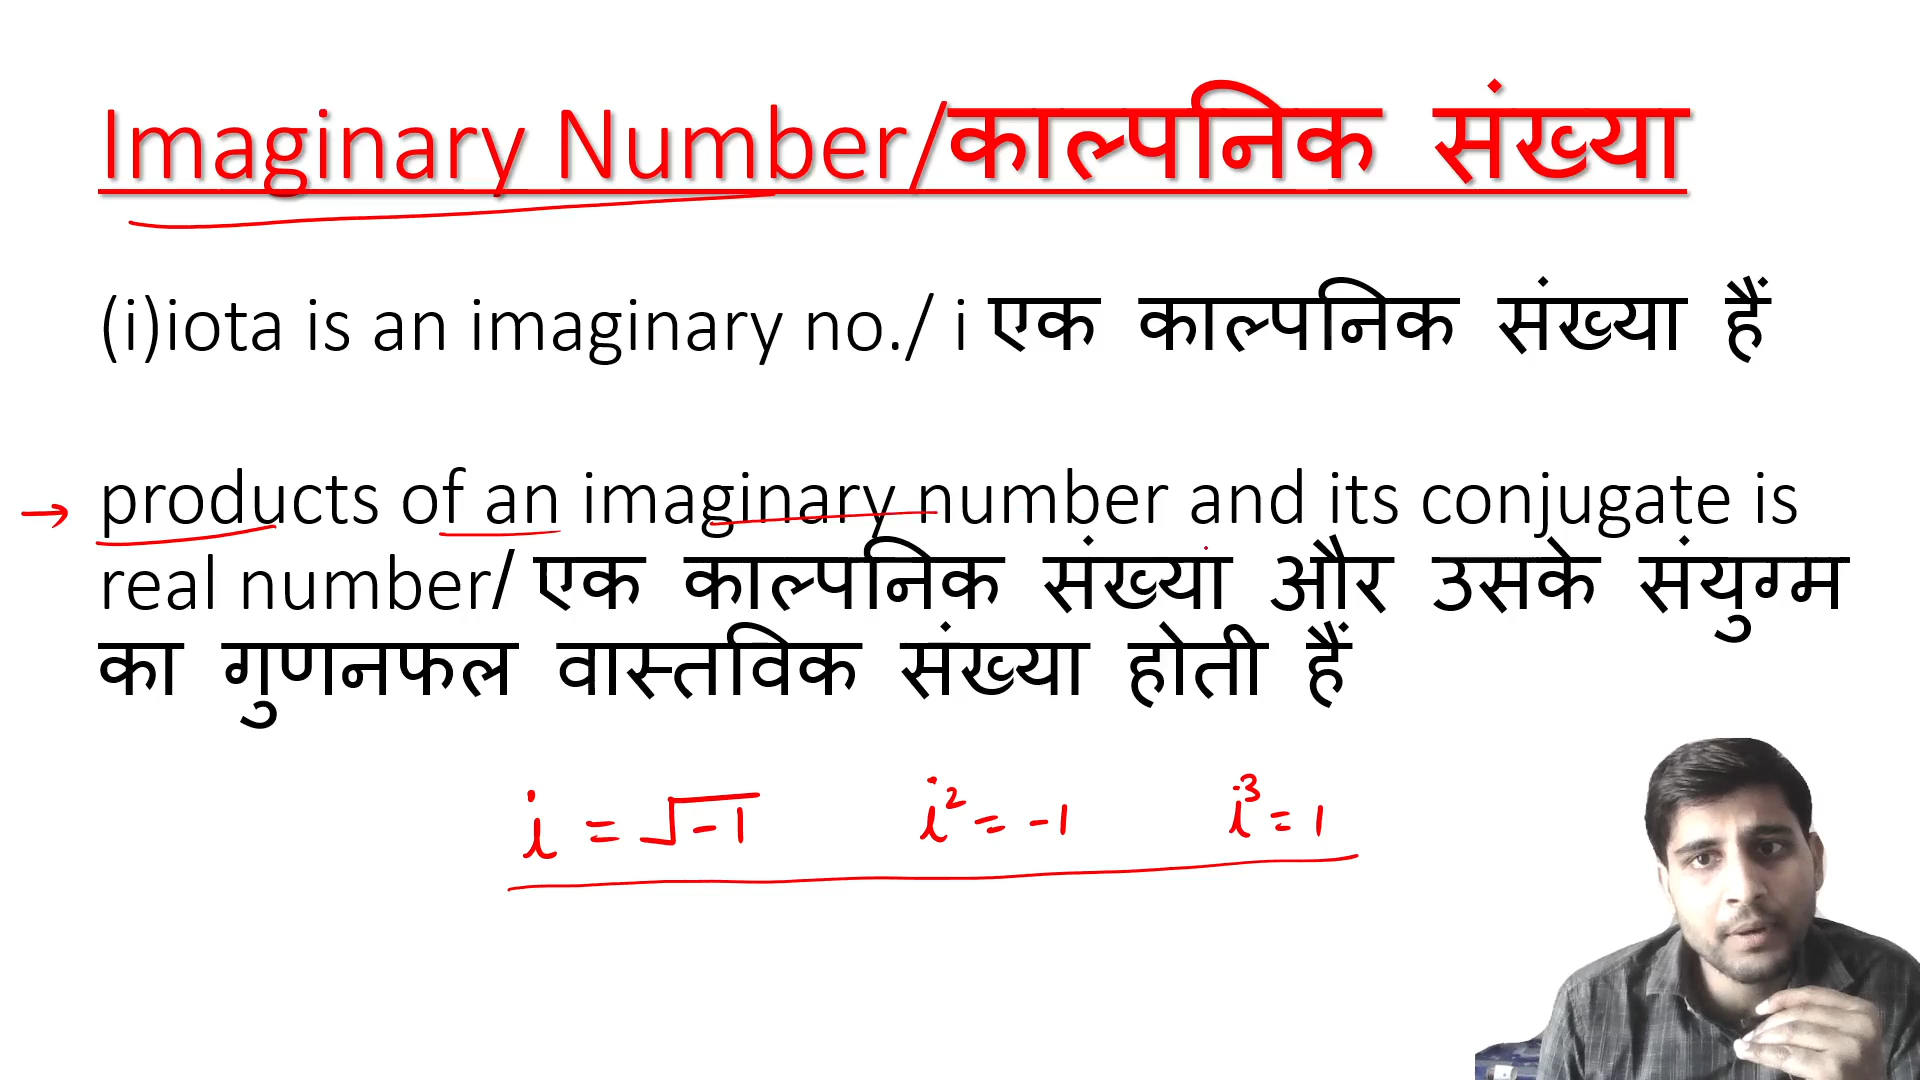 Imaginary Number/काल्पनिक संख्या
(i)iota is an imaginary no./ i एक काल्पनिक संख्या हैं
→ products of an imaginary number and its conjugate is
real number/ एक काल्पनिक संख्या और उसके संयुग्म
का गुणनफल वास्तविक संख्या होती हैं
i = √-1 i² = -1 i³ = 1